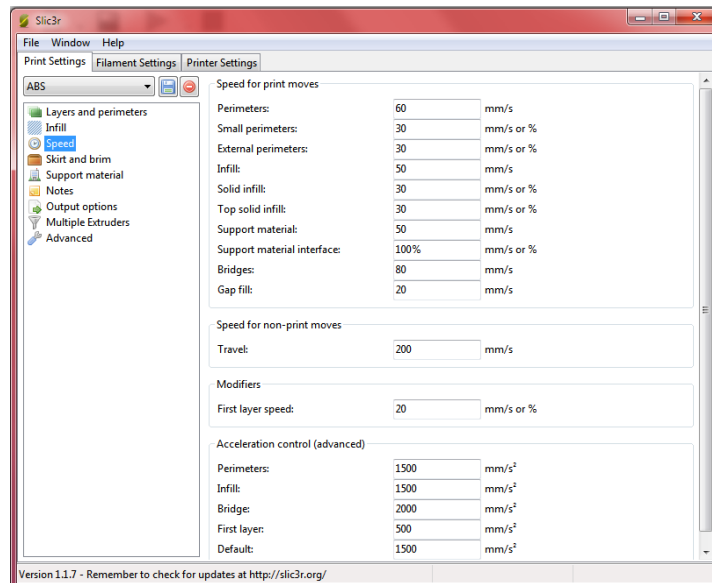 Slic3r
File Window Help
Print Settings Filament Settings Printer Settings
ABS
Layers and perimeters
Infill
Speed
Skirt and brim
Support material
Notes
Output options
Multiple Extruders
Advanced
Speed for print moves
Perimeters: 60 mm/s
Small perimeters: 30 mm/s or %
External perimeters: 30 mm/s or %
Infill: 50 mm/s
Solid infill: 30 mm/s or %
Top solid infill: 30 mm/s or %
Support material: 50 mm/s
Support material interface: 100% mm/s or %
Bridges: 80 mm/s
Gap fill: 20 mm/s
Speed for non-print moves
Travel: 200 mm/s
Modifiers
First layer speed: 20 mm/s or %
Acceleration control (advanced)
Perimeters: 1500 mm/s²
Infill: 1500 mm/s²
Bridge: 2000 mm/s²
First layer: 500 mm/s²
Default: 1500 mm/s²
Version 1.1.7 - Remember to check for updates at http://slic3r.org/